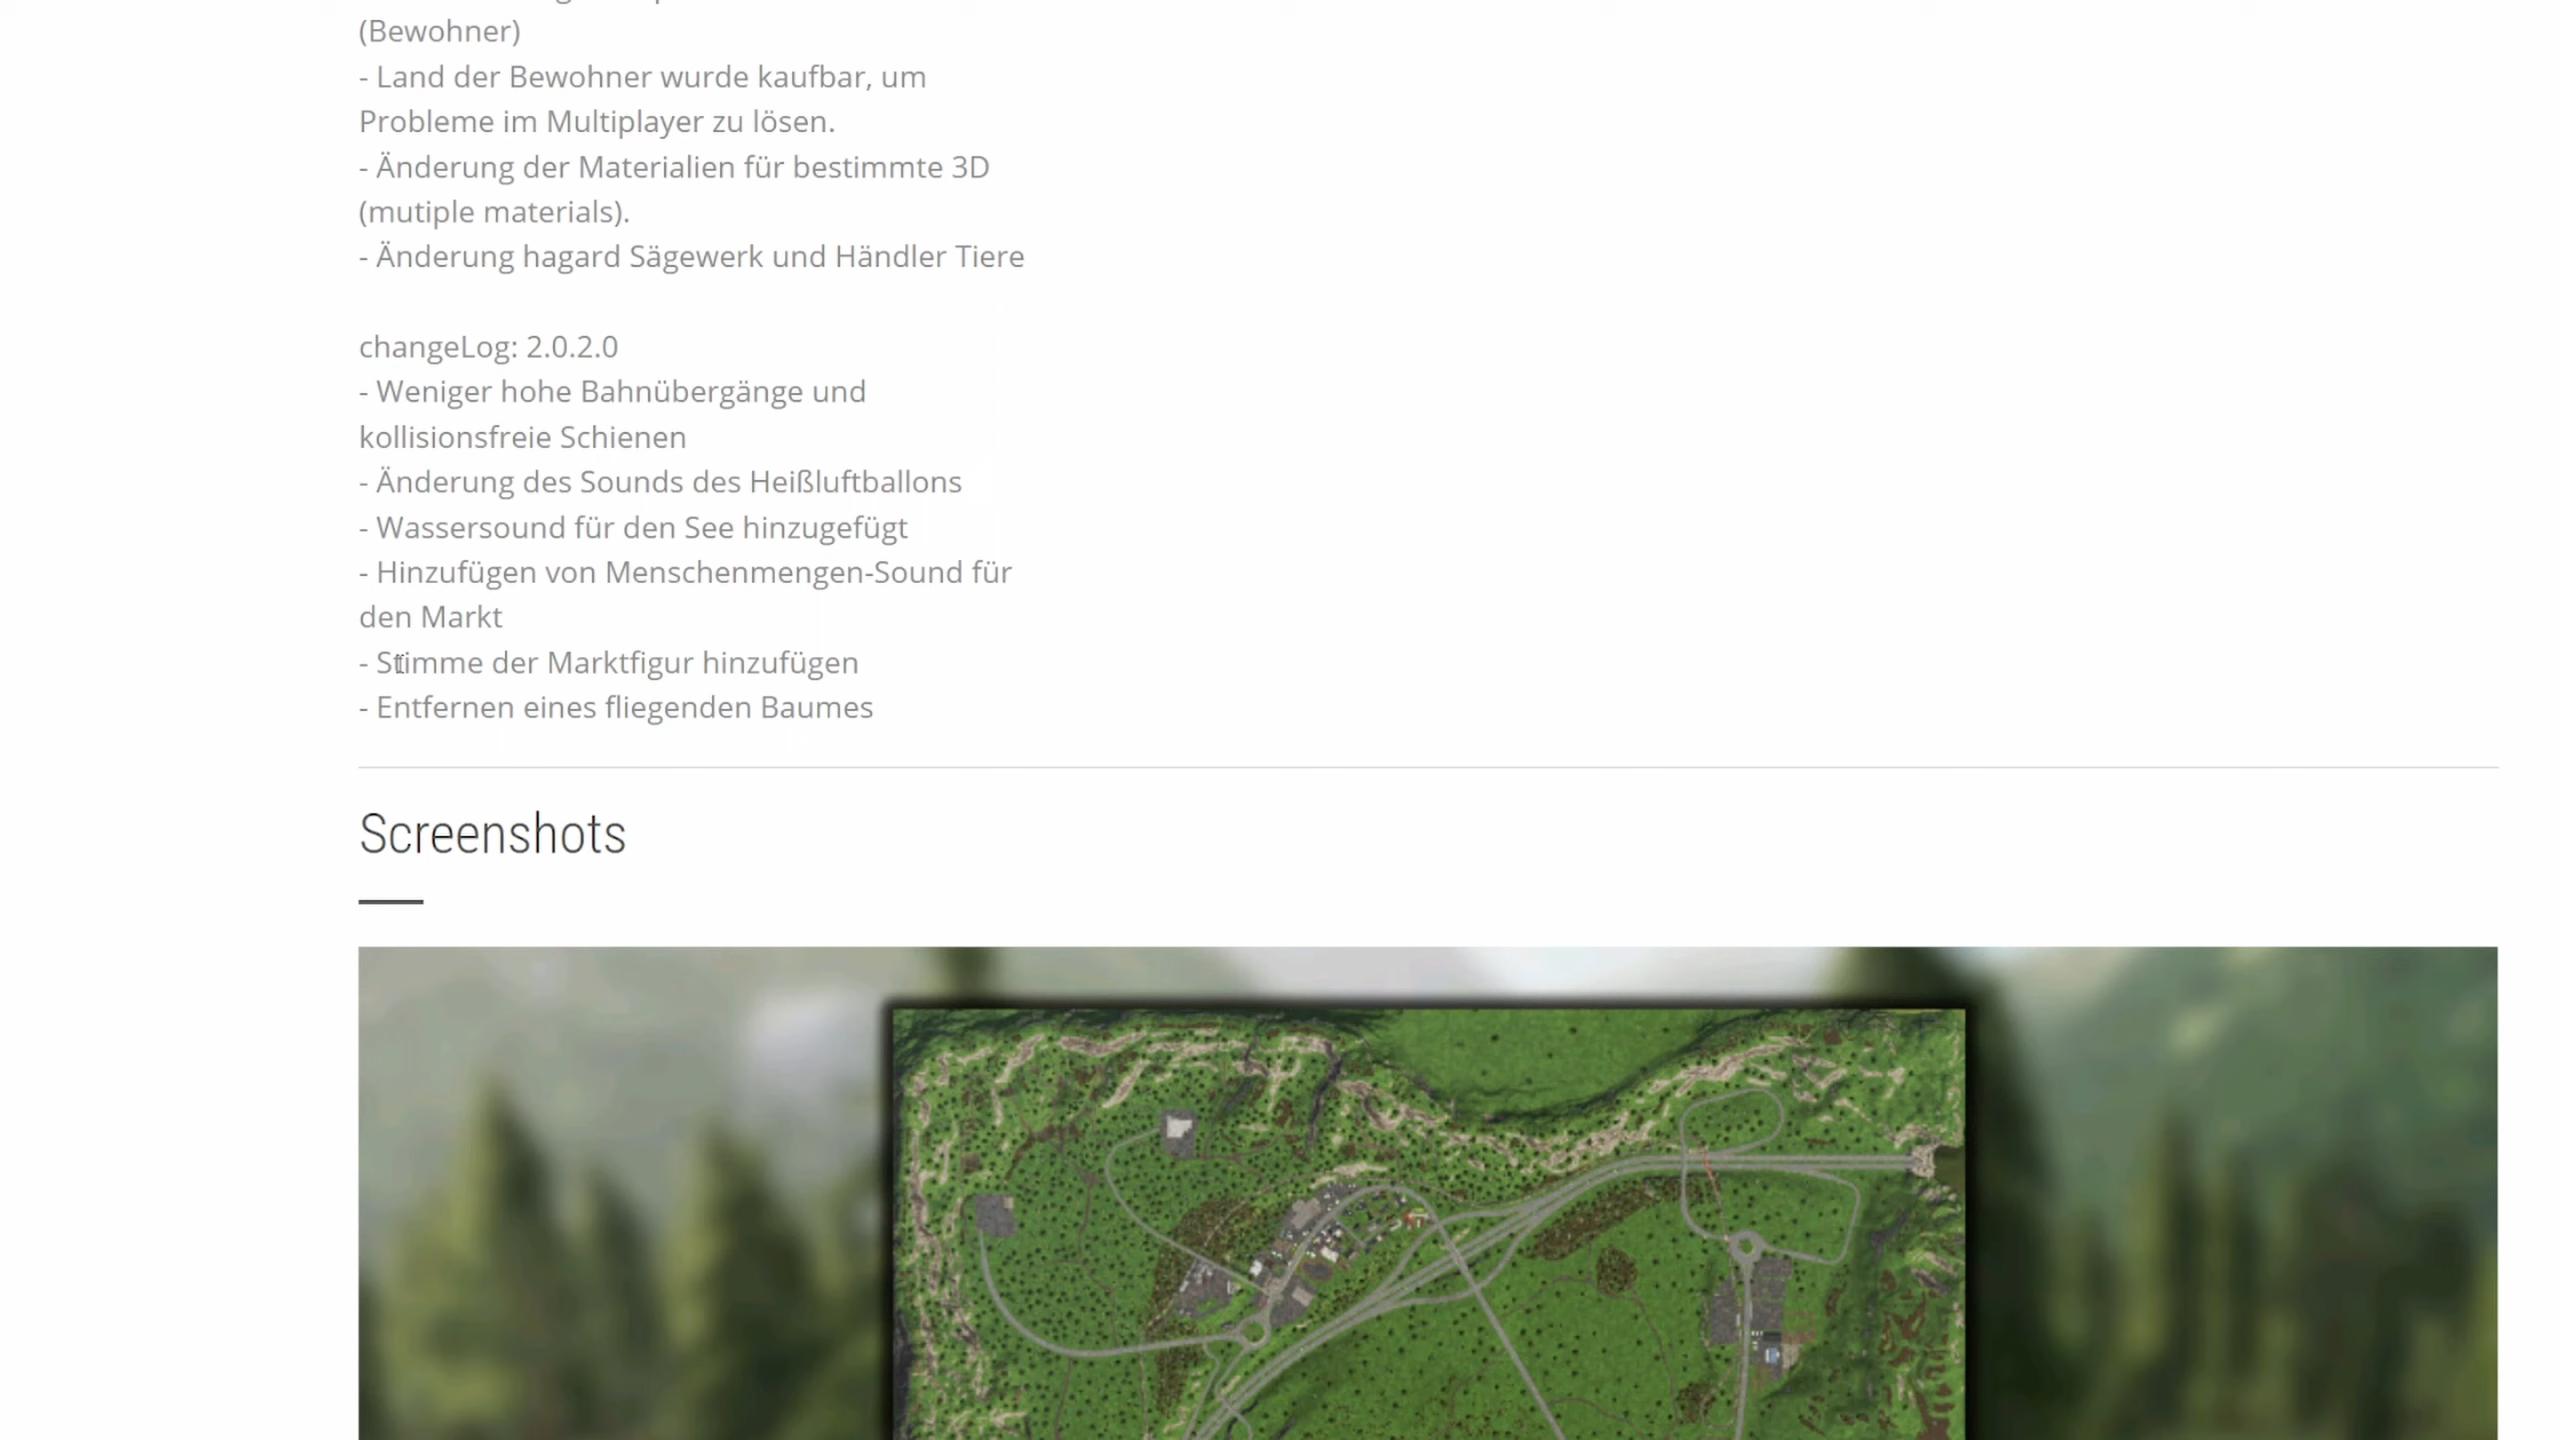 (Bewohner)
- Land der Bewohner wurde kaufbar, um
Probleme im Multiplayer zu lösen.
- Änderung der Materialien für bestimmte 3D
(mutiple materials).
- Änderung hagard Sägewerk und Händler Tiere
changeLog: 2.0.2.0
- Weniger hohe Bahnübergänge und
kollisionsfreie Schienen
- Änderung des Sounds des Heißluftballons
- Wassersound für den See hinzugefügt
- Hinzufügen von Menschenmengen-Sound für
den Markt
- Stimme der Marktfigur hinzufügen
- Entfernen eines fliegenden Baumes
Screenshots